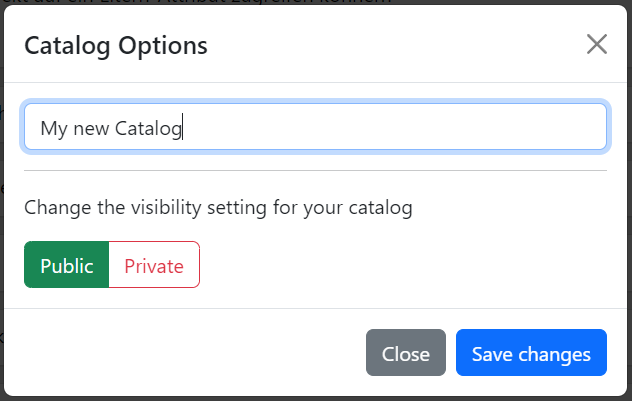 Catalog Options
My new Catalog
Change the visibility setting for your catalog
Public Private
Close Save changes